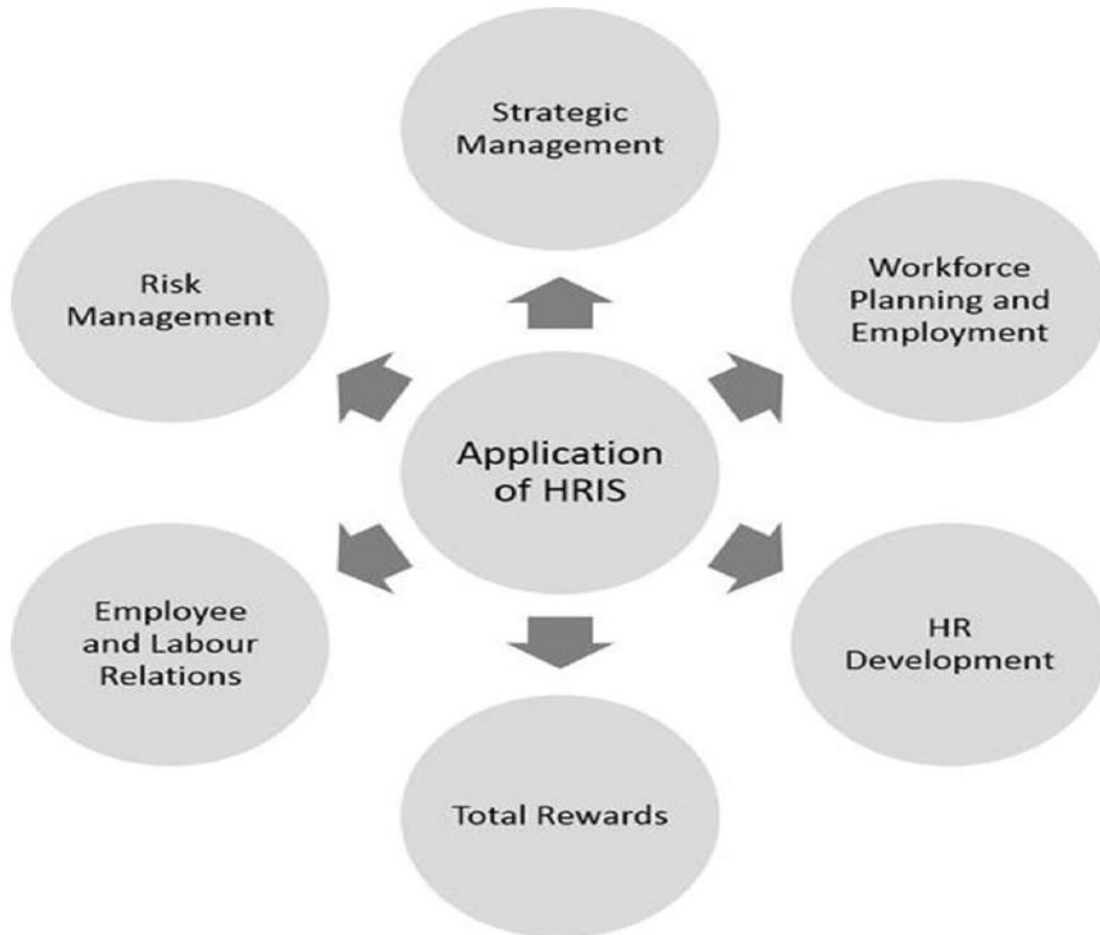 Strategic
Management
Workforce
Planning and
Employment
HR
Development
Total Rewards
Employee
and Labour
Relations
Risk
Management
Application
of HRIS